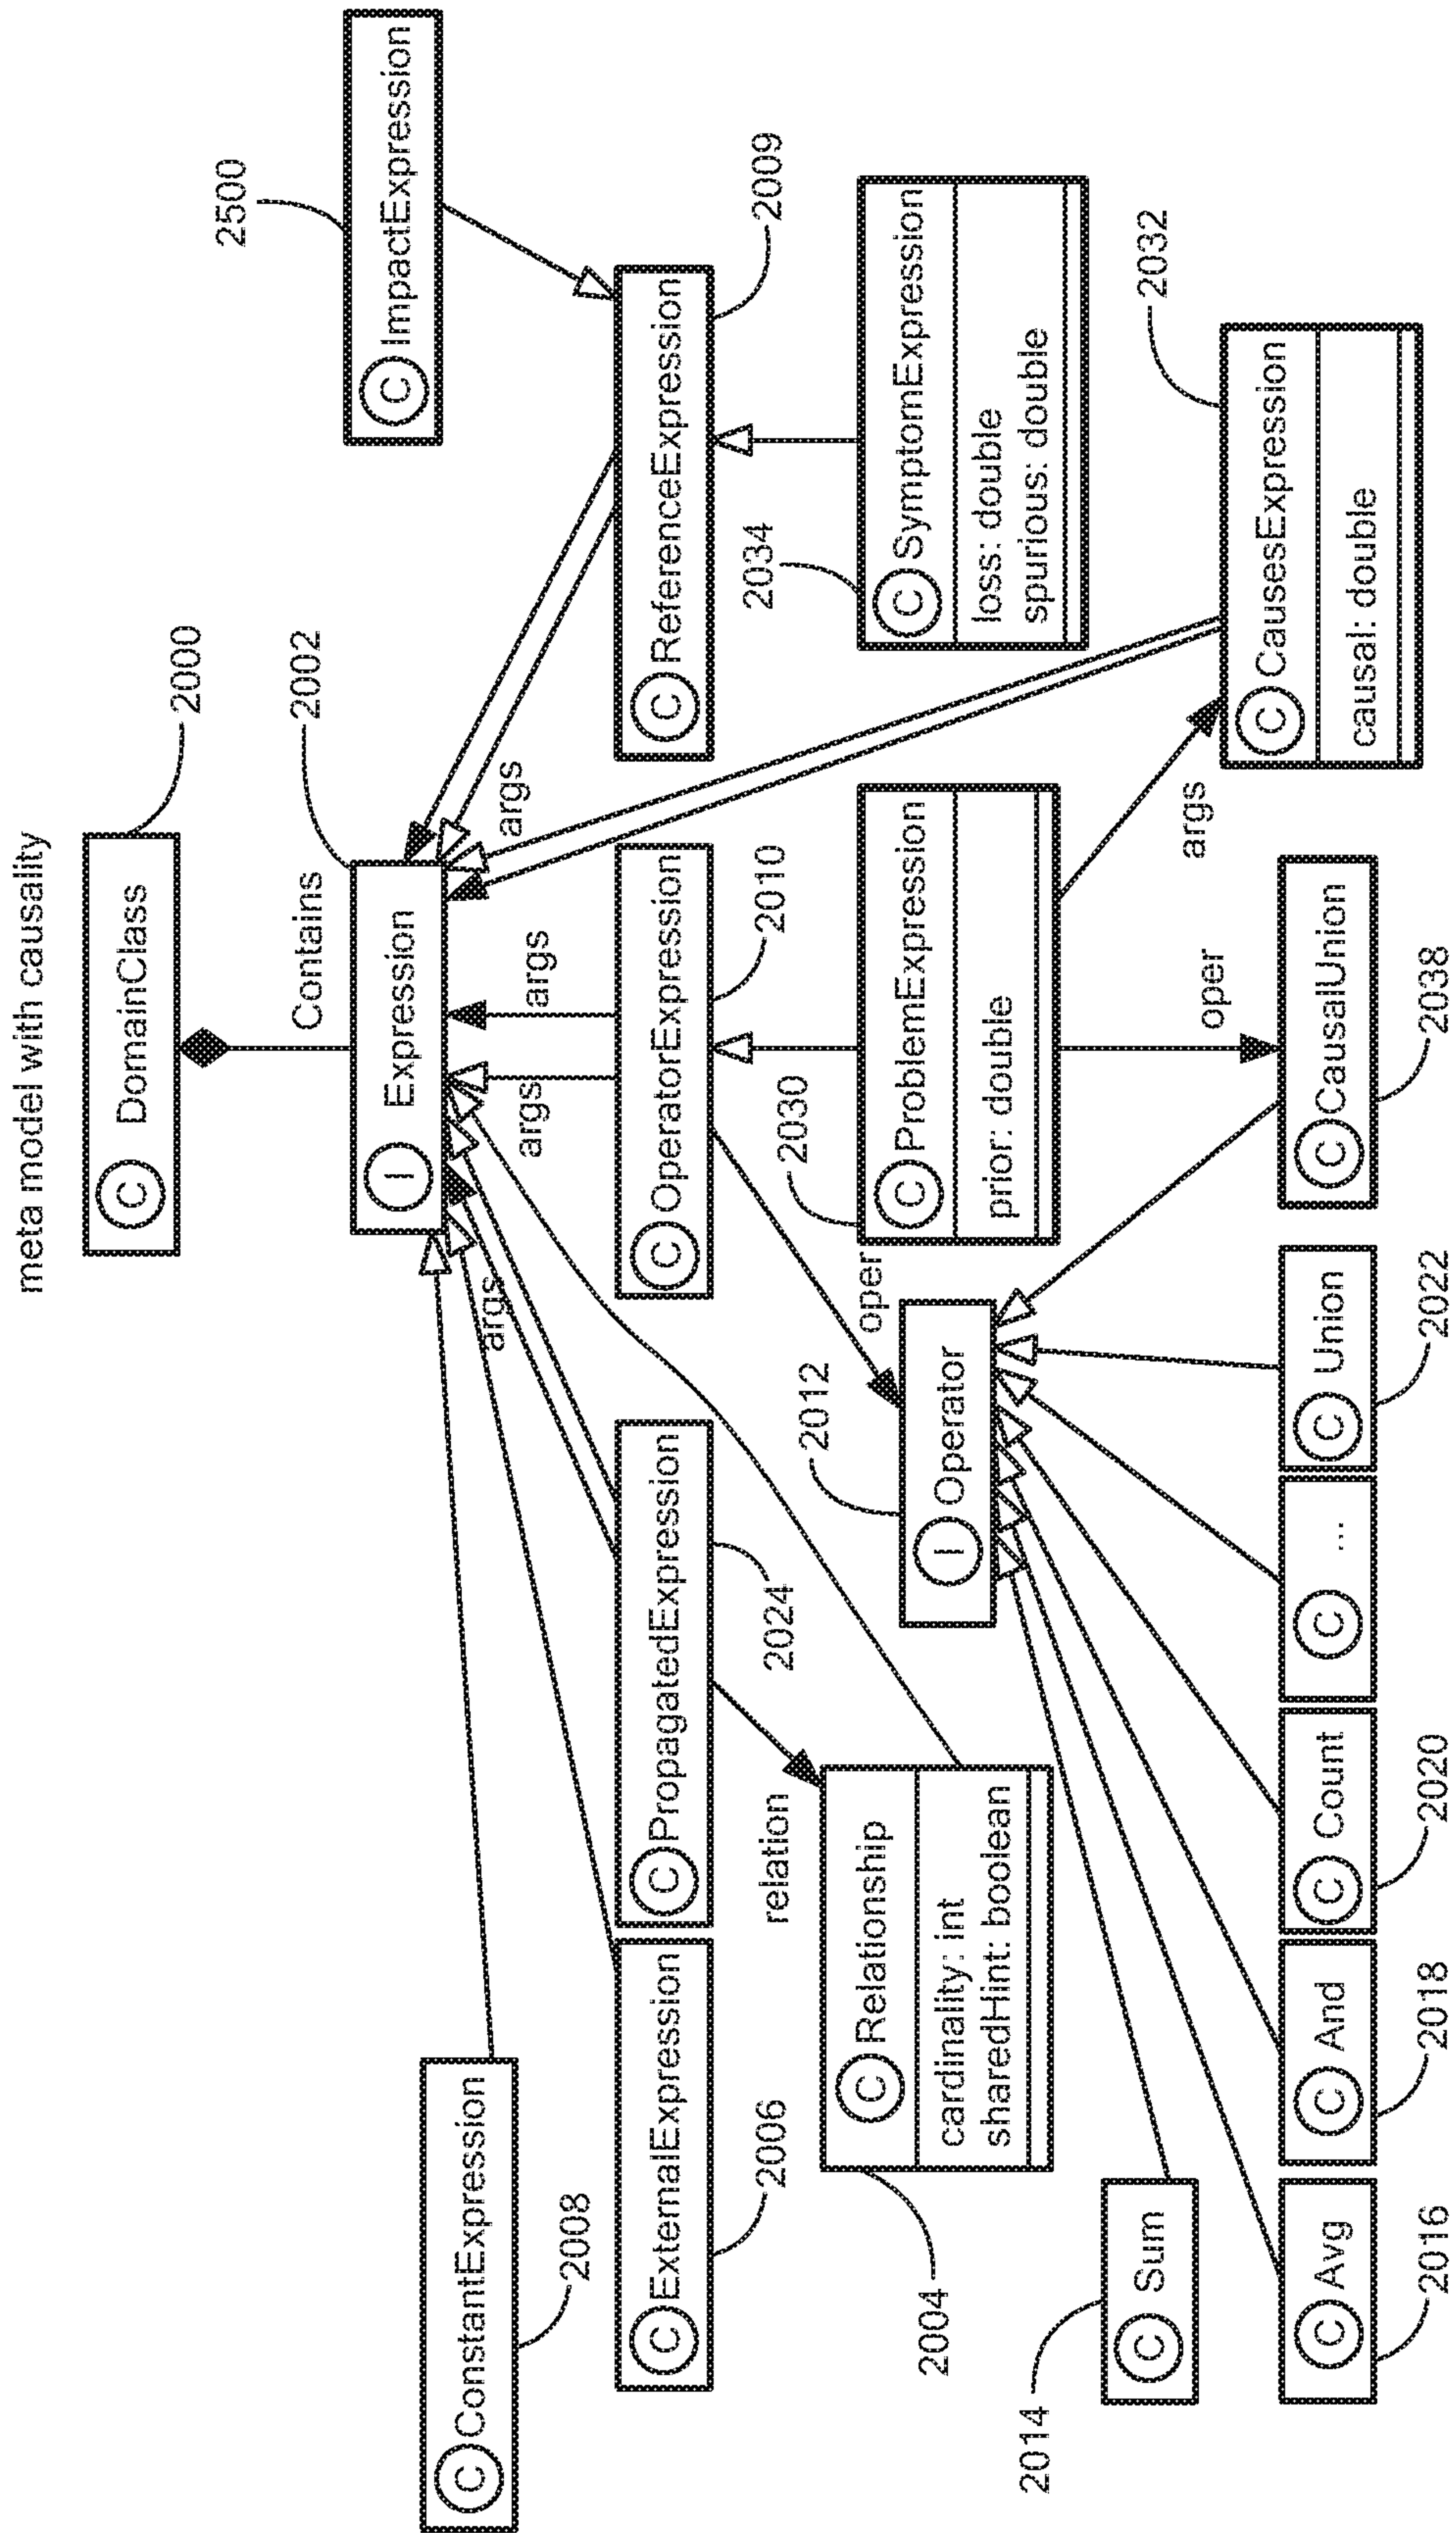 meta model with causality
C DomainClass
2000
Contains
2002
I Expression
2500
C ImpactExpression
C ConstantExpression
2008
args
args
args
args
C ExternalExpression
2006
C PropagatedExpression
2024
C OperatorExpression
2010
C ReferenceExpression
2009
relation
2004
C Relationship
cardinality: int
sharedHint: boolean
2012
I Operator
oper
2030
C ProblemExpression
prior: double
2034
C SymptomExpression
loss: double
spurious: double
2014
C Sum
oper
args
2032
C CausesExpression
causal: double
C Avg
2016
C And
2018
C Count
2020
C ...
C Union
2022
C CausalUnion
2038